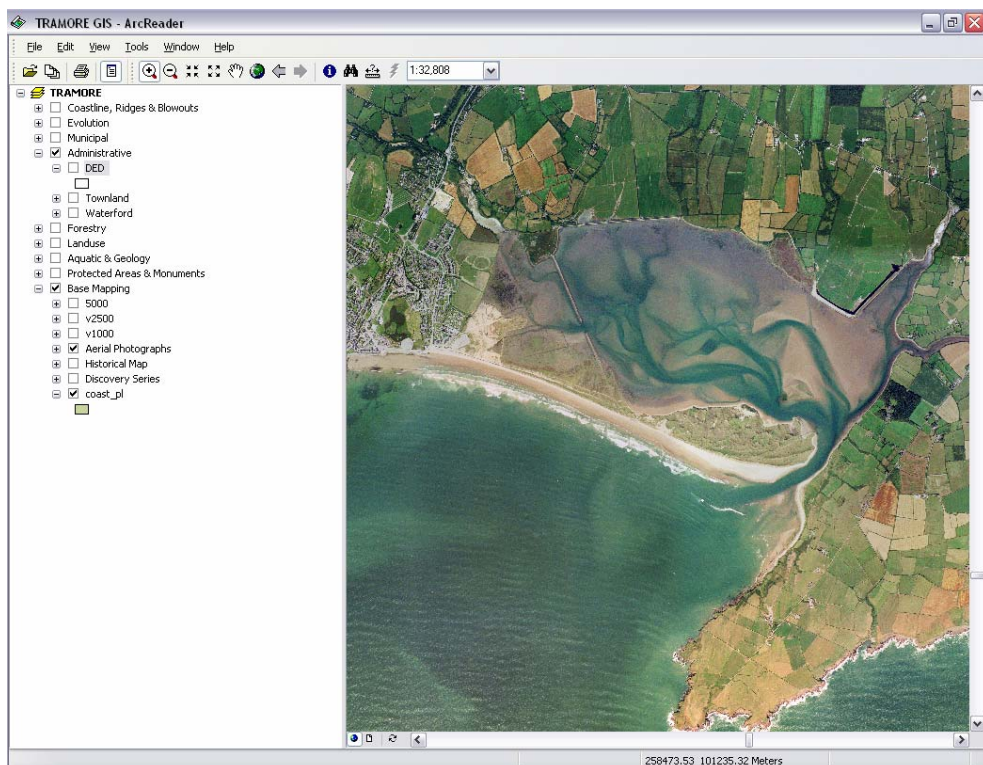 TRAMORE GIS - ArcReader
File Edit View Tools Window Help
1:32,808
TRAMORE
Coastline, Ridges & Blowouts
Evolution
Municipal
Administrative
DED
Townland
Waterford
Forestry
Landuse
Aquatic & Geology
Protected Areas & Monuments
Base Mapping
5000
v2500
v1000
Aerial Photographs
Historical Map
Discovery Series
coast_pl
258473.53 101235.32 Meters